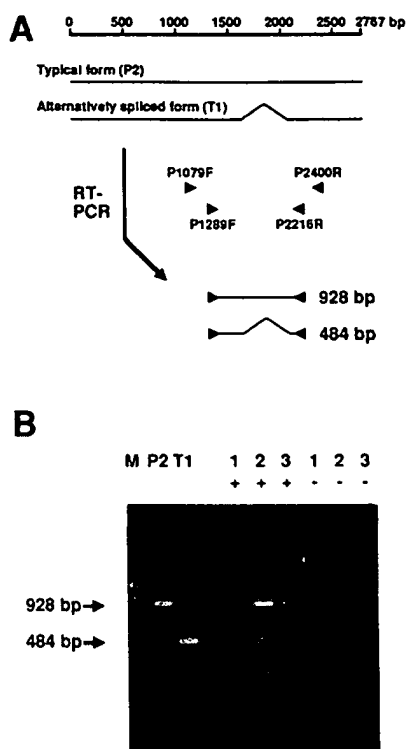 A
0 500 1000 1500 2000 2500 2767 bp
Typical form (P2)
Alternatively spliced form (T1)
RT-
PCR
P1079F P2400R
P1289F P2216R
928 bp
484 bp
B
M P2 T1 1 2 3 1 2 3
+ + + - - -
928 bp
484 bp